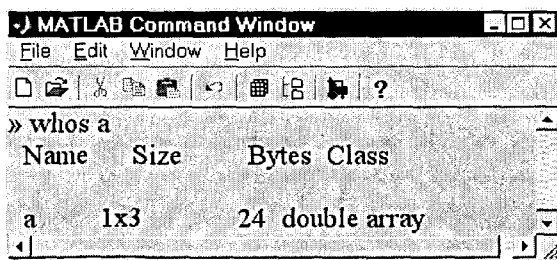 MATLAB Command Window
File Edit Window Help
?
» whos a
Name Size Bytes Class
a 1x3 24 double array